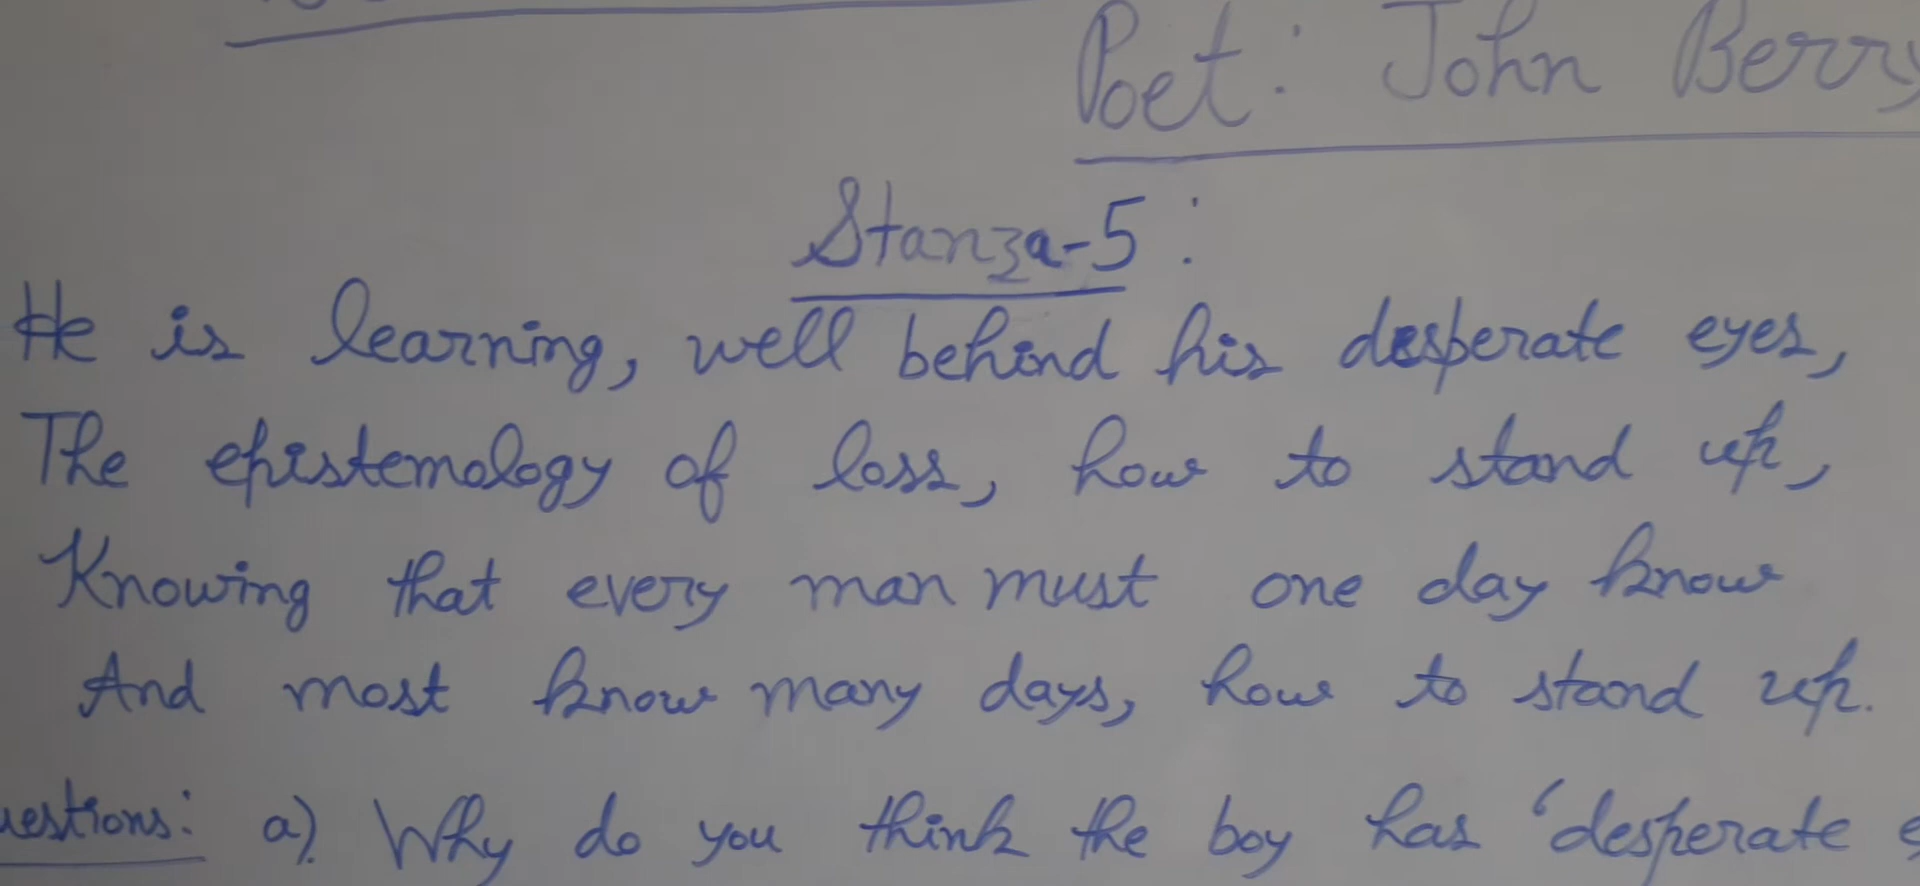 Poet: John Berry
Stanza-5:
He is learning, well behind his desperate eyes,
The epistemology of loss, how to stand up,
Knowing that every man must one day know
And most know many days, how to stand up.
uestions: a). Why do you think the boy has 'desperate e